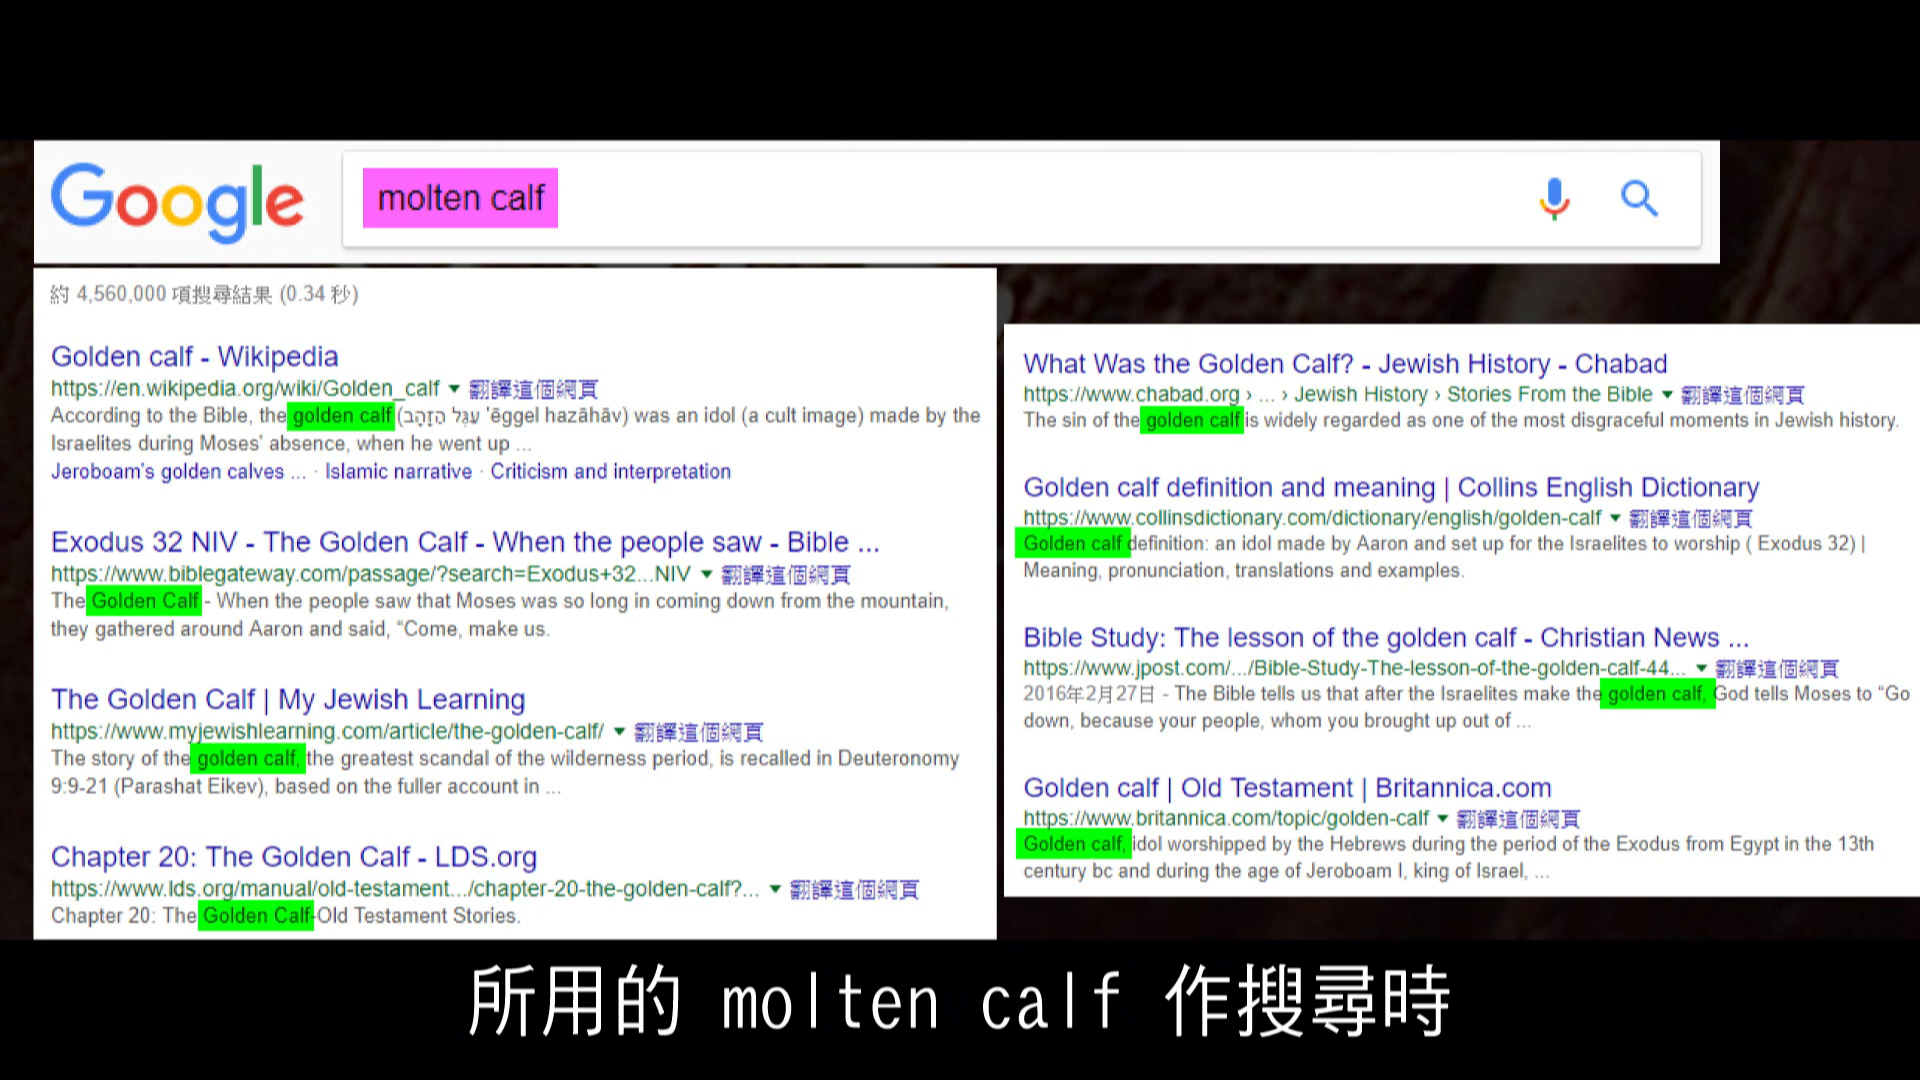 Google
molten calf
約 4,560,000 項搜尋結果 (0.34 秒)
Golden calf - Wikipedia
https://en.wikipedia.org/wiki/Golden_calf ▼ 翻譯這個網頁
According to the Bible, the golden calf (עֵגֶּל הַזָהָב 'ēggel hazāhāv) was an idol (a cult image) made by the
Israelites during Moses' absence, when he went up ...
Jeroboam's golden calves ... · Islamic narrative · Criticism and interpretation
Exodus 32 NIV - The Golden Calf - When the people saw - Bible ...
https://www.biblegateway.com/passage/?search=Exodus+32...NIV ▼ 翻譯這個網頁
The Golden Calf - When the people saw that Moses was so long in coming down from the mountain,
they gathered around Aaron and said, “Come, make us.
The Golden Calf | My Jewish Learning
https://www.myjewishlearning.com/article/the-golden-calf/ ▼ 翻譯這個網頁
The story of the golden calf, the greatest scandal of the wilderness period, is recalled in Deuteronomy
9:9-21 (Parashat Eikev), based on the fuller account in ...
Chapter 20: The Golden Calf - LDS.org
https://www.lds.org/manual/old-testament.../chapter-20-the-golden-calf?... ▼ 翻譯這個網頁
Chapter 20: The Golden Calf-Old Testament Stories.
What Was the Golden Calf? - Jewish History - Chabad
https://www.chabad.org › ... › Jewish History › Stories From the Bible ▼ 翻譯這個網頁
The sin of the golden calf is widely regarded as one of the most disgraceful moments in Jewish history.
Golden calf definition and meaning | Collins English Dictionary
https://www.collinsdictionary.com/dictionary/english/golden-calf ▼ 翻譯這個網頁
Golden calf definition: an idol made by Aaron and set up for the Israelites to worship ( Exodus 32) |
Meaning, pronunciation, translations and examples.
Bible Study: The lesson of the golden calf - Christian News ...
https://www.jpost.com/.../Bible-Study-The-lesson-of-the-golden-calf-44... ▼ 翻譯這個網頁
2016年2月27日 - The Bible tells us that after the Israelites make the golden calf, God tells Moses to “Go
down, because your people, whom you brought up out of ...
Golden calf | Old Testament | Britannica.com
https://www.britannica.com/topic/golden-calf ▼ 翻譯這個網頁
Golden calf, idol worshipped by the Hebrews during the period of the Exodus from Egypt in the 13th
century bc and during the age of Jeroboam I, king of Israel, ...
所用的 molten calf 作搜尋時